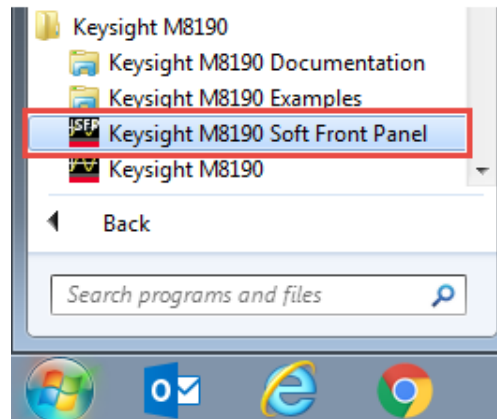 Keysight M8190
Keysight M8190 Documentation
Keysight M8190 Examples
SFP
Keysight M8190 Soft Front Panel
Keysight M8190
Back
Search programs and files